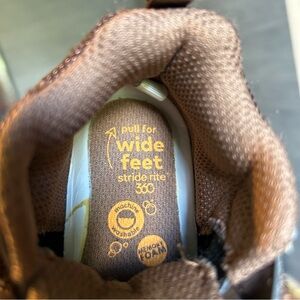 pull for
wide
feet
stride rite
360
machine
washable
MEMORY
FOAM